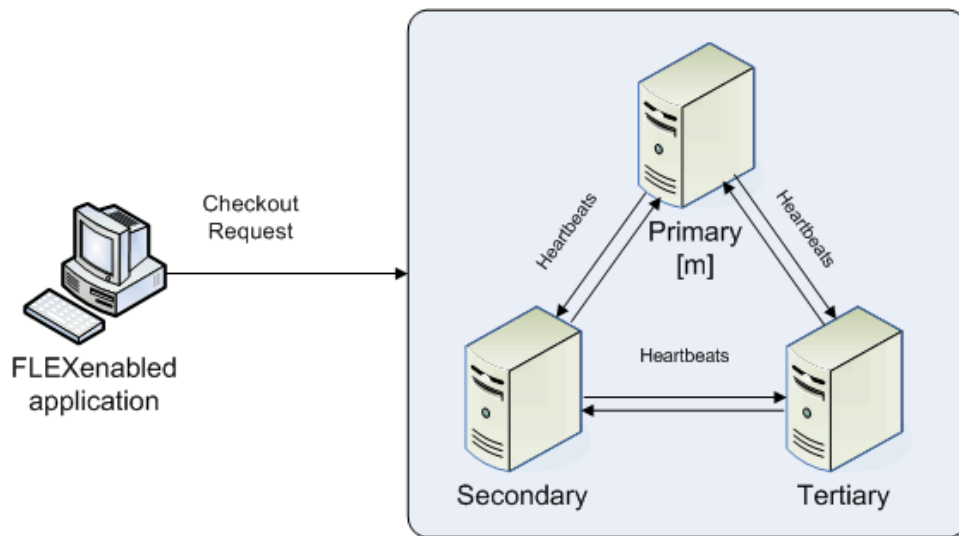 Checkout
Request
FLEXenabled
application
Heartbeats
Primary
[m]
Heartbeats
Heartbeats
Secondary
Tertiary